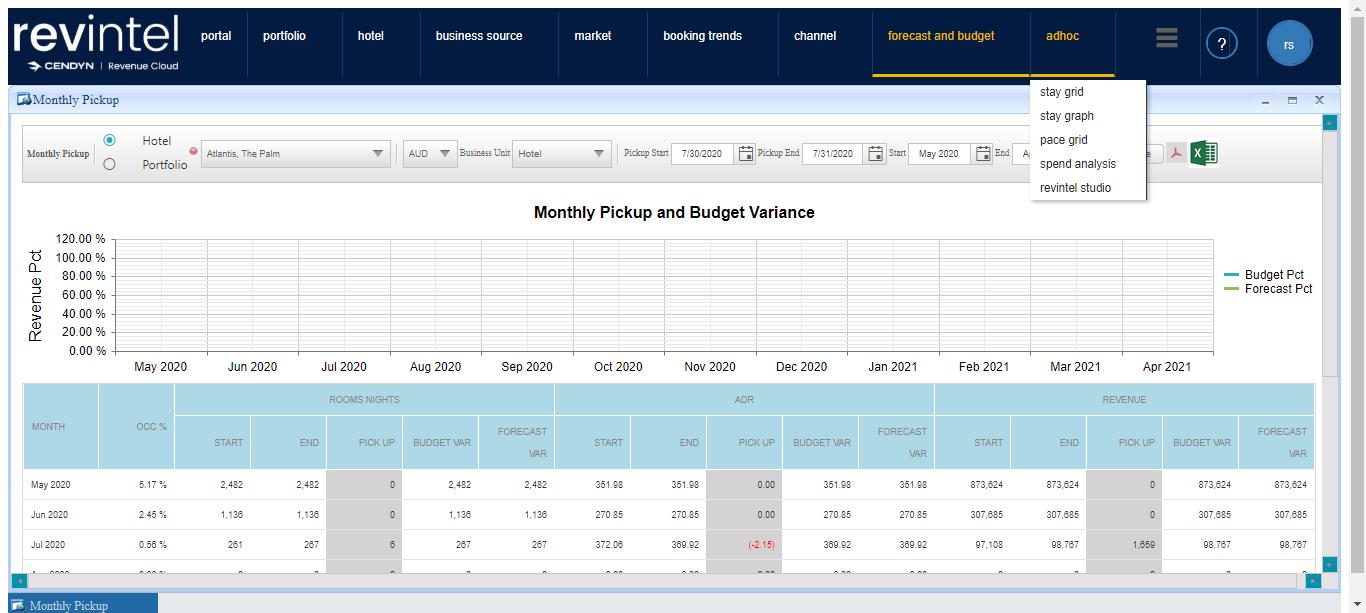 revintel
CENDYN | Revenue Cloud
portal
portfolio
hotel
business source
market
booking trends
channel
forecast and budget
adhoc
?
rs
stay grid
stay graph
pace grid
spend analysis
revintel studio
Monthly Pickup
Monthly Pickup
Hotel
Portfolio
Atlantis, The Palm
AUD
Business Unit
Hotel
Pickup Start
7/30/2020
Pickup End
7/31/2020
Start
May 2020
End
Monthly Pickup and Budget Variance
Revenue Pct
120.00 %
100.00 %
80.00 %
60.00 %
40.00 %
20.00 %
0.00 %
May 2020 Jun 2020 Jul 2020 Aug 2020 Sep 2020 Oct 2020 Nov 2020 Dec 2020 Jan 2021 Feb 2021 Mar 2021 Apr 2021
Budget Pct
Forecast Pct
MONTH OCC % ROOMS NIGHTS ADR REVENUE
START END PICK UP BUDGET VAR FORECAST VAR START END PICK UP BUDGET VAR FORECAST VAR START END PICK UP BUDGET VAR FORECAST VAR
May 2020 5.17 % 2,482 2,482 0 2,482 2,482 351.98 351.98 0.00 351.98 351.98 873,624 873,624 0 873,624 873,624
Jun 2020 2.45 % 1,136 1,136 0 1,136 1,136 270.85 270.85 0.00 270.85 270.85 307,685 307,685 0 307,685 307,685
Jul 2020 0.56 % 261 267 6 267 267 372.06 369.92 (-2.15) 369.92 369.92 97,108 98,767 1,659 98,767 98,767
Monthly Pickup